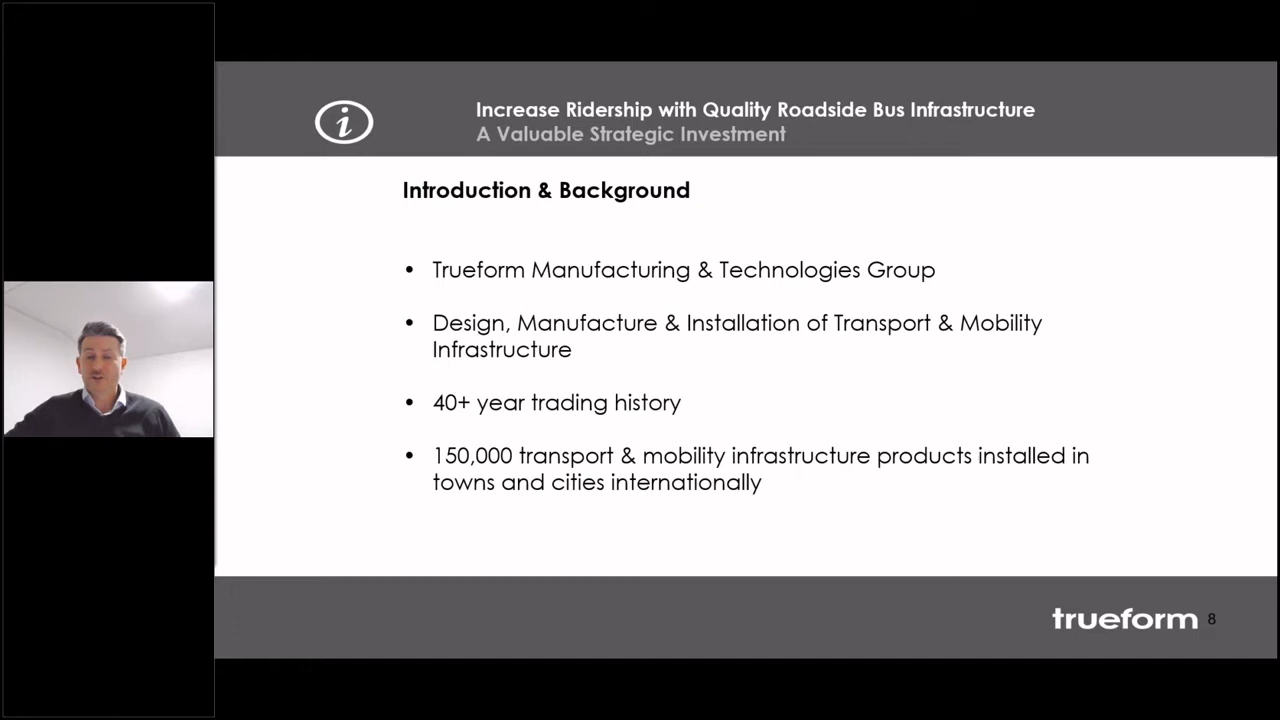 i
Increase Ridership with Quality Roadside Bus Infrastructure
A Valuable Strategic Investment
Introduction & Background
• Trueform Manufacturing & Technologies Group
• Design, Manufacture & Installation of Transport & Mobility
Infrastructure
• 40+ year trading history
• 150,000 transport & mobility infrastructure products installed in
towns and cities internationally
trueform 8